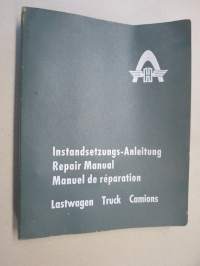 H
Instandsetzungs-Anleitung
Repair Manual
Manuel de réparation
Lastwagen Truck Camions